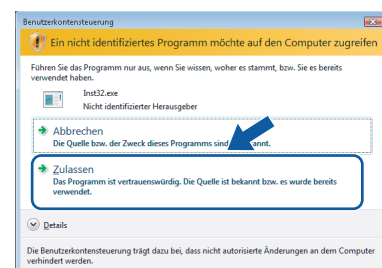 Benutzerkontensteuerung
Ein nicht identifiziertes Programm möchte auf den Computer zugreifen
Führen Sie das Programm nur aus, wenn Sie wissen, woher es stammt, bzw. Sie es bereits
verwendet haben.
Inst32.exe
Nicht identifizierter Herausgeber
Abbrechen
Die Quelle bzw. der Zweck dieses Programms sind
Zulassen
Das Programm ist vertrauenswürdig. Die Quelle ist bekannt bzw. es wurde bereits
verwendet.
Details
Die Benutzerkontensteuerung trägt dazu bei, dass nicht autorisierte Änderungen an dem Computer
verhindert werden.